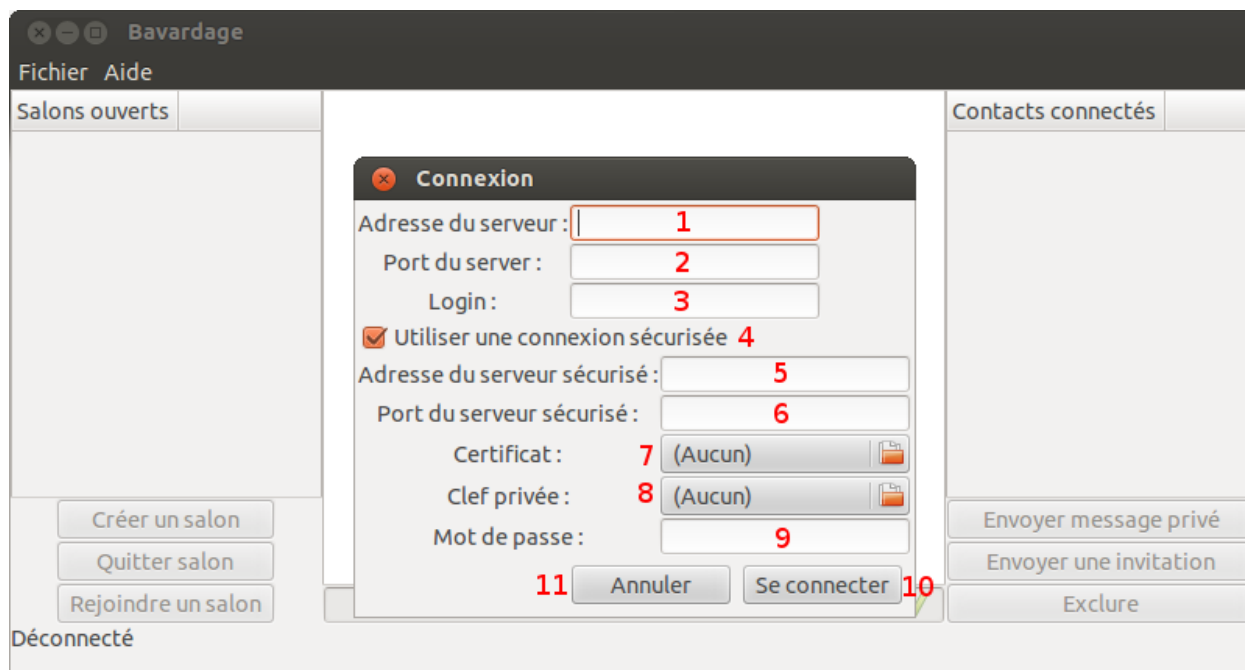 Bavardage
Fichier Aide
Salons ouverts
Contacts connectés
Connexion
Adresse du serveur : 1
Port du server : 2
Login : 3
Utiliser une connexion sécurisée 4
Adresse du serveur sécurisé : 5
Port du serveur sécurisé : 6
Certificat : 7 (Aucun)
Clef privée : 8 (Aucun)
Mot de passe : 9
11 Annuler Se connecter 10
Créer un salon
Quitter salon
Rejoindre un salon
Envoyer message privé
Envoyer une invitation
Exclure
Déconnecté